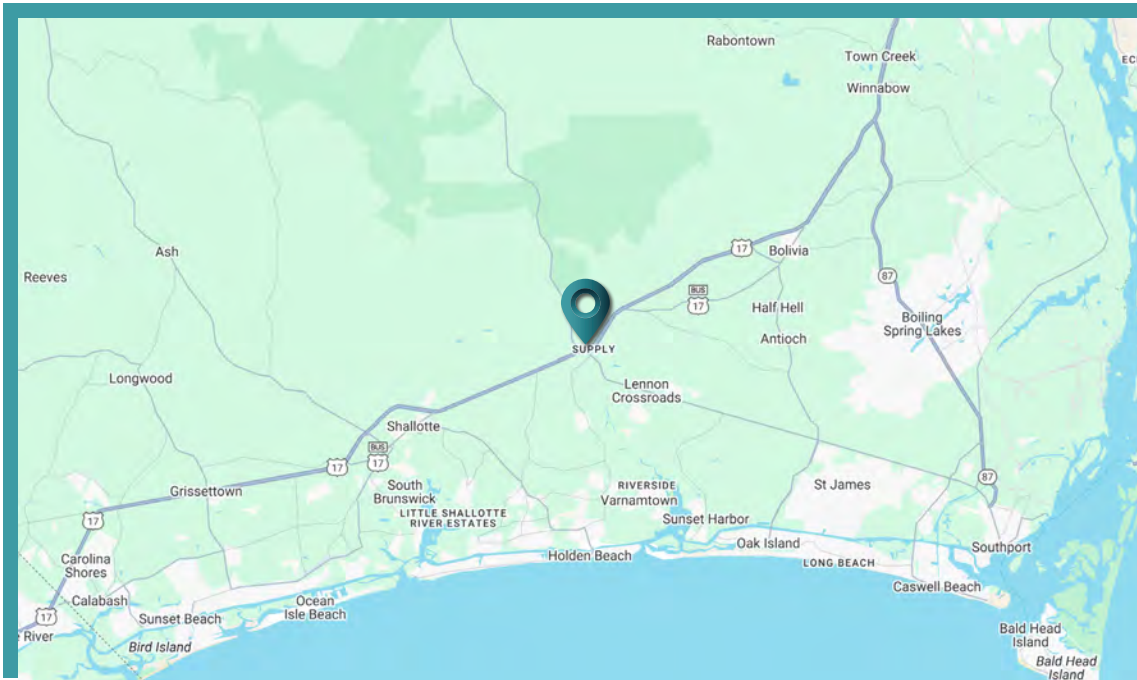 Rabontown
Town Creek
EC
Winnabow
Ash
17
Bolivia
Reeves
87
BUS
17
Half Hell
Boiling
Spring Lakes
Antioch
SUPPLY
Longwood
Lennon
Crossroads
Shallotte
BUS
17
17
87
South
Brunswick
RIVERSIDE
St James
Grissettown
Varnamtown
LITTLE SHALLOTTE
RIVER ESTATES
17
Sunset Harbor
Oak Island
Southport
Carolina
Shores
Holden Beach
LONG BEACH
Caswell Beach
Calabash
Ocean
Isle Beach
17
Sunset Beach
Bald Head
Island
e River
Bird Island
Bald Head
Island